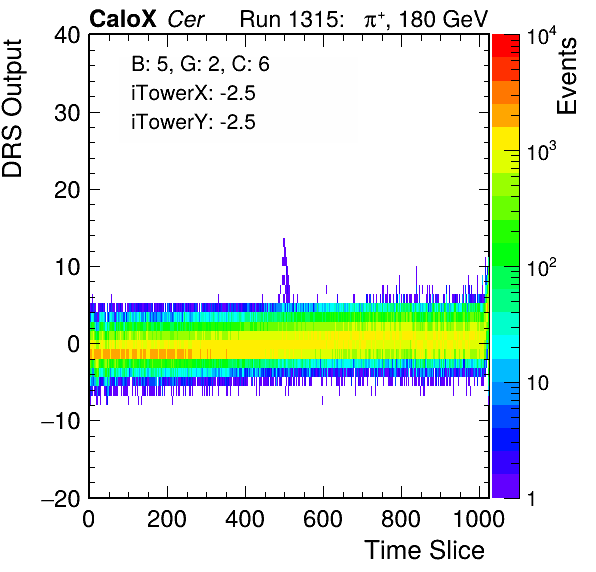 CaloX Cer Run 1315: π⁺, 180 GeV
B: 5, G: 2, C: 6
iTowerX: -2.5
iTowerY: -2.5
DRS Output
40
30
20
10
0
−10
−20
0 200 400 600 800 1000
Time Slice
Events
10⁴
10³
10²
10
1